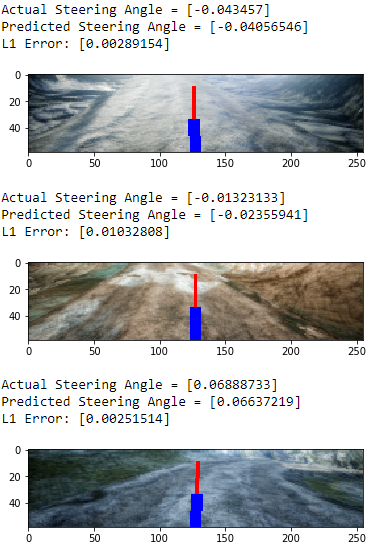 Actual Steering Angle = [-0.043457]
Predicted Steering Angle = [-0.04056546]
L1 Error: [0.00289154]
0
20
40
0 50 100 150 200 250
Actual Steering Angle = [-0.01323133]
Predicted Steering Angle = [-0.02355941]
L1 Error: [0.01032808]
0
20
40
0 50 100 150 200 250
Actual Steering Angle = [0.06888733]
Predicted Steering Angle = [0.06637219]
L1 Error: [0.00251514]
0
20
40
0 50 100 150 200 250